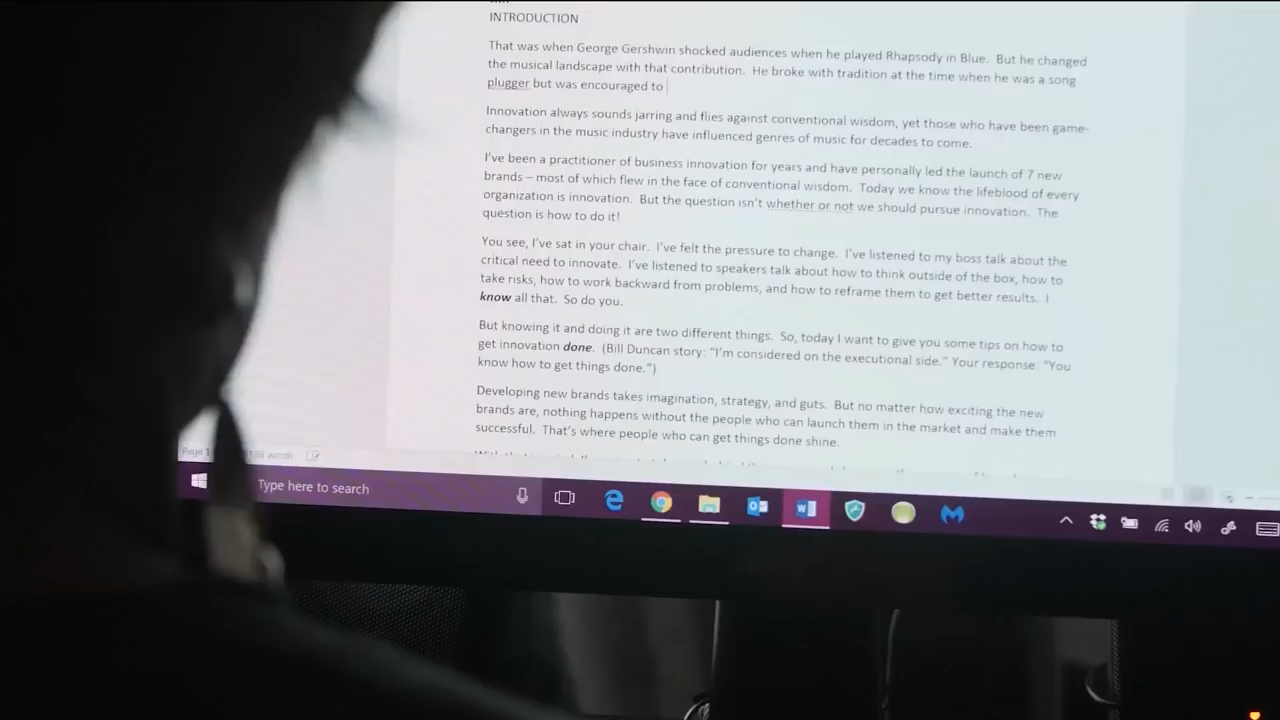 INTRODUCTION
That was when George Gershwin shocked audiences when he played Rhapsody in Blue. But he changed
the musical landscape with that contribution. He broke with tradition at the time when he was a song
plugger but was encouraged to
Innovation always sounds jarring and flies against conventional wisdom, yet those who have been game-
changers in the music industry have influenced genres of music for decades to come.
I've been a practitioner of business innovation for years and have personally led the launch of 7 new
brands – most of which flew in the face of conventional wisdom. Today we know the lifeblood of every
organization is innovation. But the question isn't whether or not we should pursue innovation. The
question is how to do it!
You see, I've sat in your chair. I've felt the pressure to change. I've listened to my boss talk about the
critical need to innovate. I've listened to speakers talk about how to think outside of the box, how to
take risks, how to work backward from problems, and how to reframe them to get better results. I
know all that. So do you.
But knowing it and doing it are two different things. So, today I want to give you some tips on how to
get innovation done. (Bill Duncan story: "I'm considered on the executional side." Your response: "You
know how to get things done.")
Developing new brands takes imagination, strategy, and guts. But no matter how exciting the new
brands are, nothing happens without the people who can launch them in the market and make them
successful. That's where people who can get things done shine.
Page 1 words
Type here to search